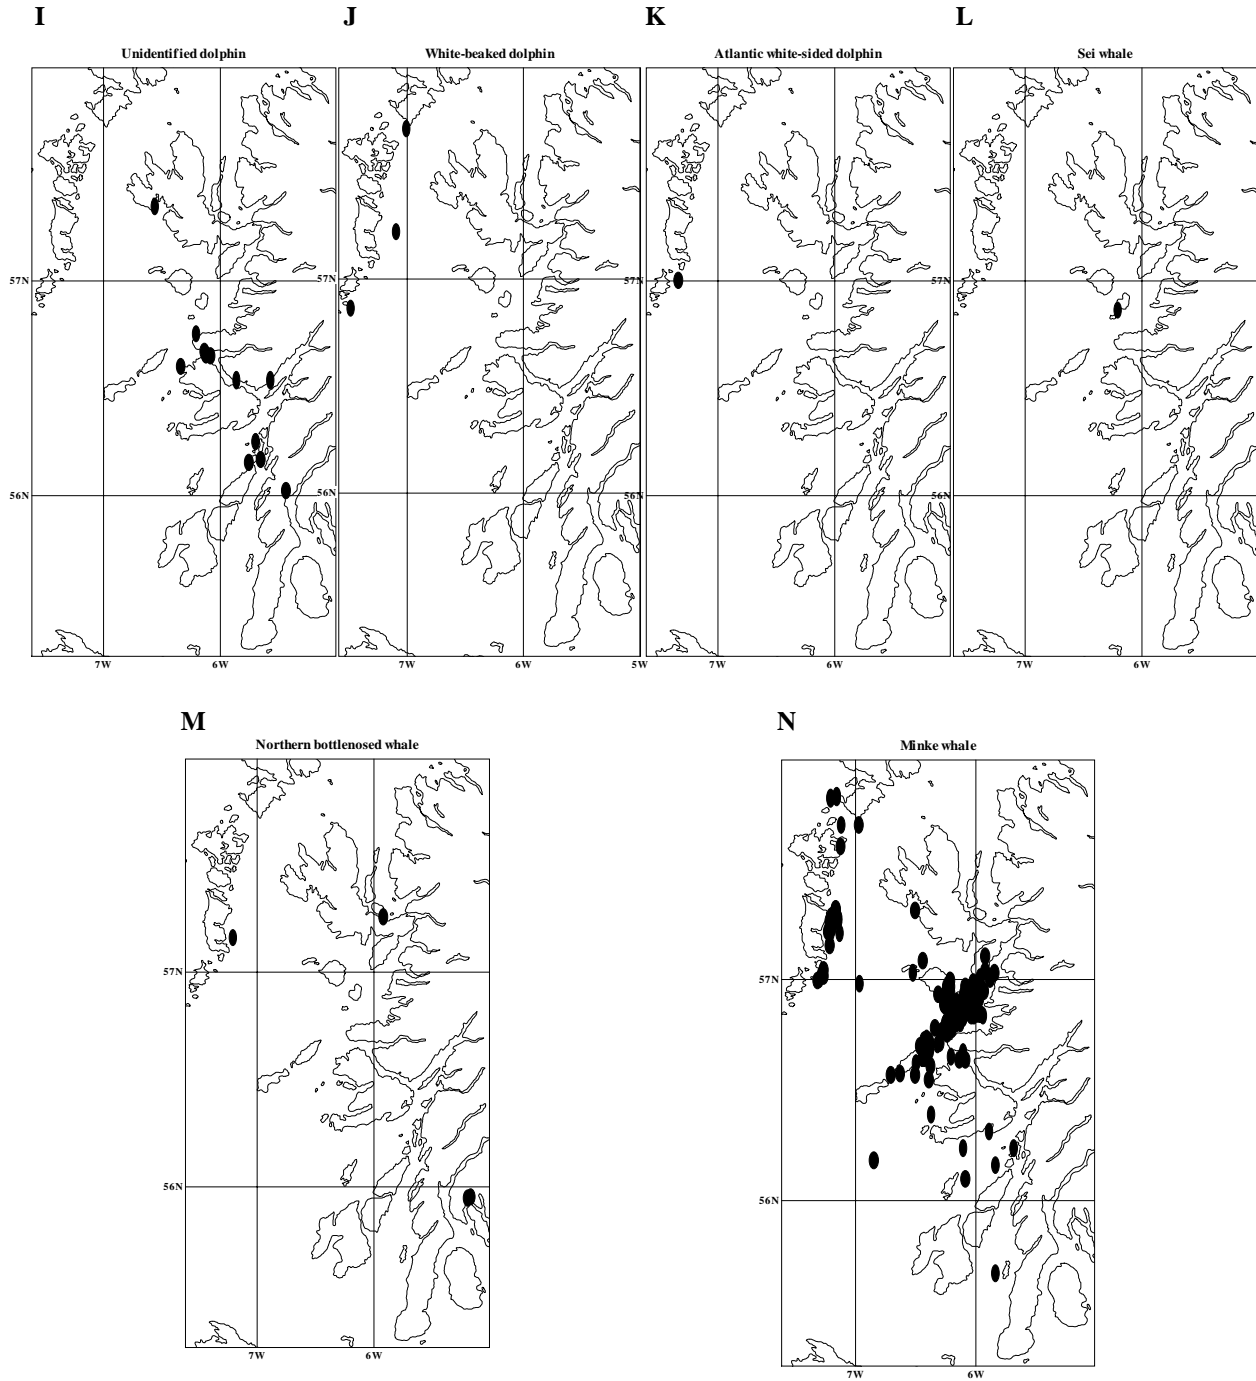 I J K L
Unidentified dolphin White-beaked dolphin Atlantic white-sided dolphin Sei whale
57N 57N 57N
56N 56N 56N
7W 6W 7W 6W 5W 7W 6W 7W 6W
M N
Northern bottlenosed whale Minke whale
57N 57N
56N 56N
7W 6W
7W 6W